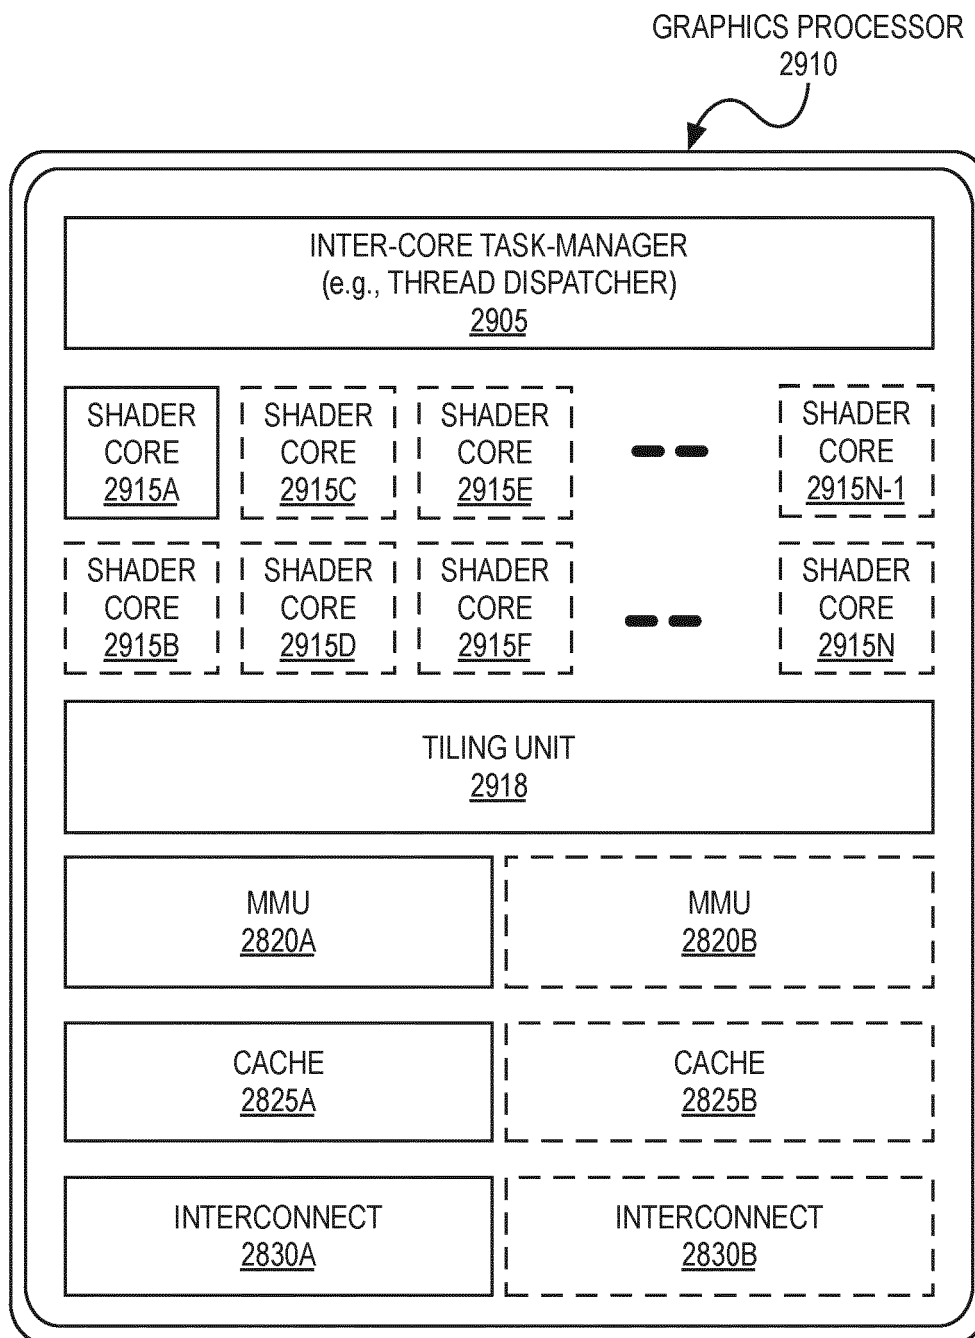 GRAPHICS PROCESSOR
2910
INTER-CORE TASK-MANAGER
(e.g., THREAD DISPATCHER)
2905
SHADER
CORE
2915A
SHADER
CORE
2915C
SHADER
CORE
2915E
SHADER
CORE
2915N-1
SHADER
CORE
2915B
SHADER
CORE
2915D
SHADER
CORE
2915F
SHADER
CORE
2915N
TILING UNIT
2918
MMU
2820A
MMU
2820B
CACHE
2825A
CACHE
2825B
INTERCONNECT
2830A
INTERCONNECT
2830B